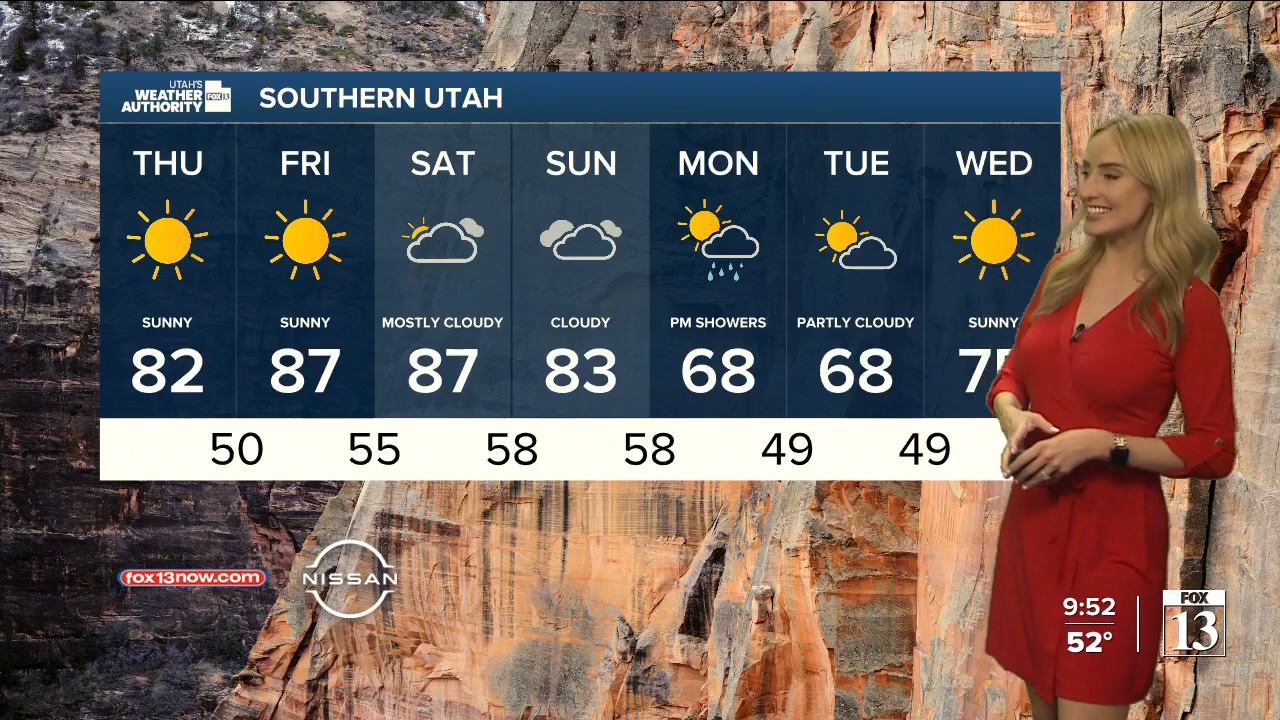 UTAH'S
WEATHER
AUTHORITY
FOX 13
SOUTHERN UTAH
THU FRI SAT SUN MON TUE WED
SUNNY SUNNY MOSTLY CLOUDY CLOUDY PM SHOWERS PARTLY CLOUDY SUNNY
82 87 87 83 68 68
50 55 58 58 49 49
fox13now.com
NISSAN
9:52
52°
FOX
13